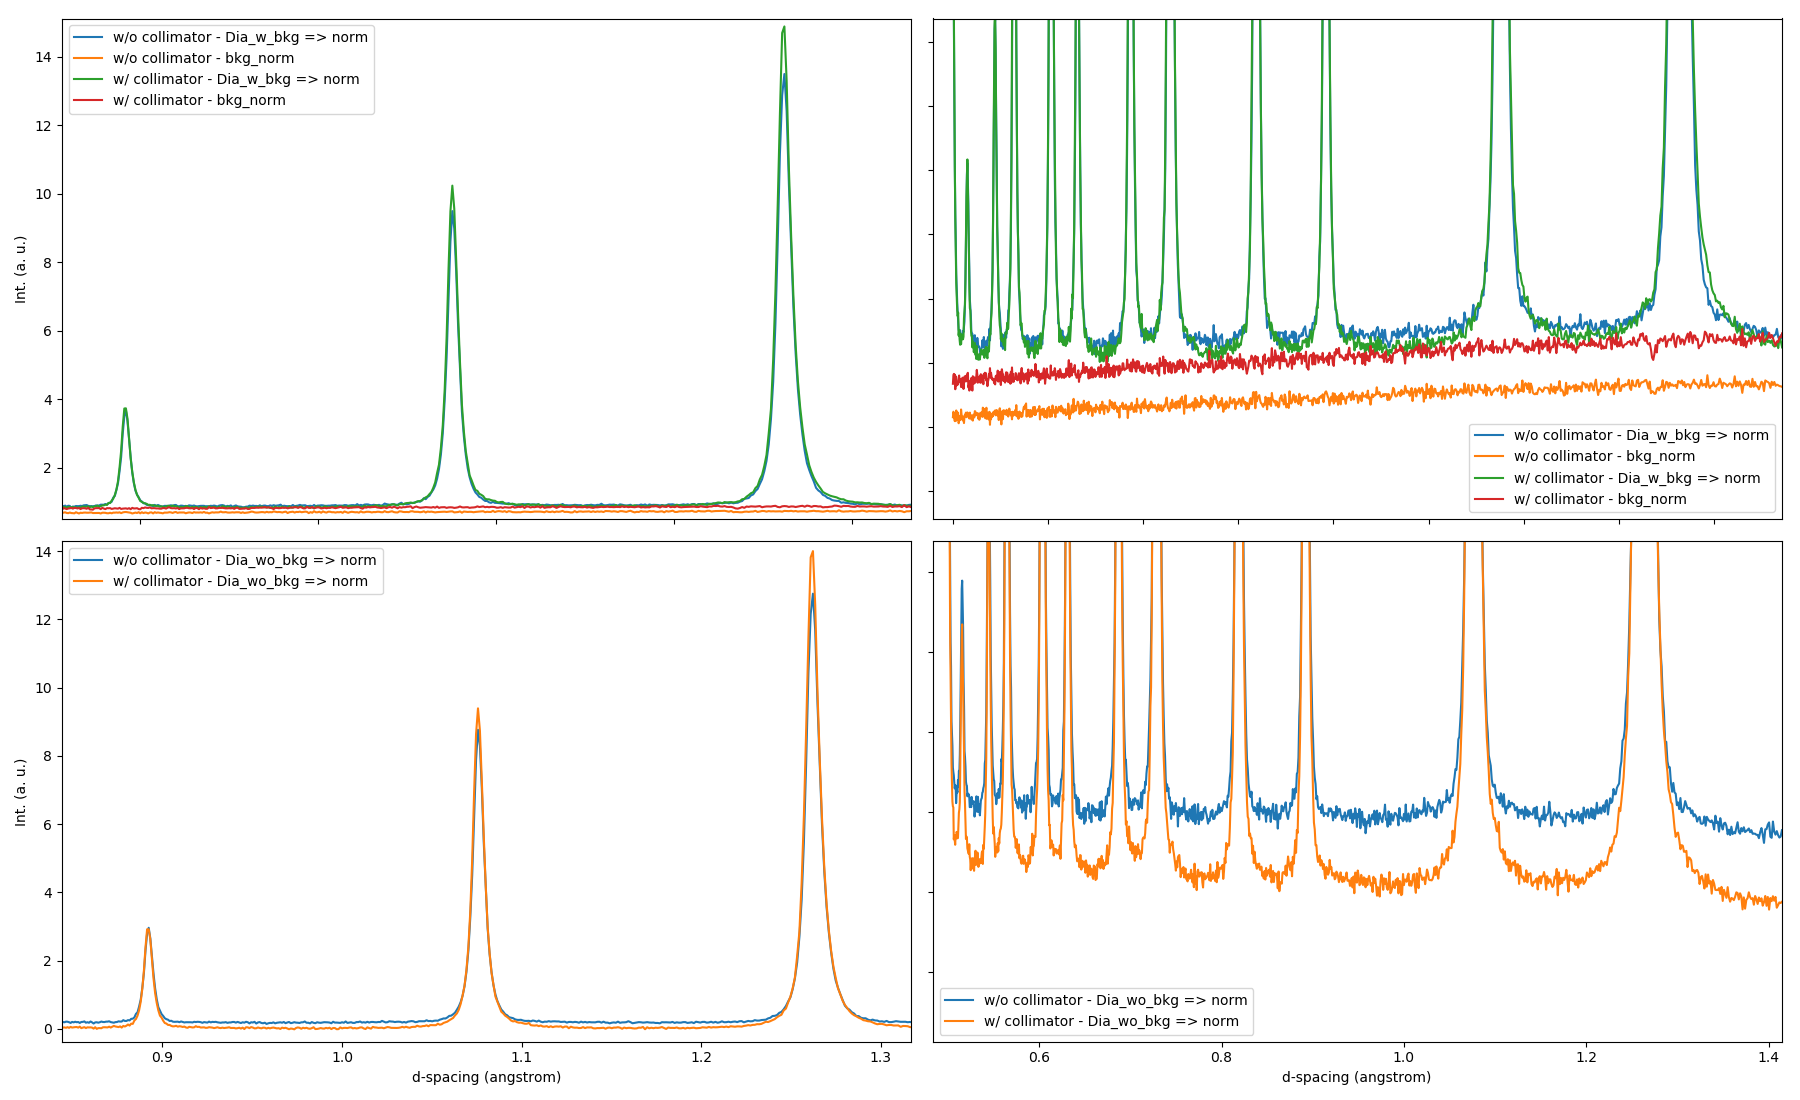 w/o collimator - Dia_w_bkg => norm
w/o collimator - bkg_norm
w/ collimator - Dia_w_bkg => norm
w/ collimator - bkg_norm
14
12
10
8
6
4
2
Int. (a. u.)
w/o collimator - Dia_w_bkg => norm
w/o collimator - bkg_norm
w/ collimator - Dia_w_bkg => norm
w/ collimator - bkg_norm
w/o collimator - Dia_wo_bkg => norm
w/ collimator - Dia_wo_bkg => norm
14
12
10
8
6
4
2
0
Int. (a. u.)
0.9 1.0 1.1 1.2 1.3
d-spacing (angstrom)
w/o collimator - Dia_wo_bkg => norm
w/ collimator - Dia_wo_bkg => norm
0.6 0.8 1.0 1.2 1.4
d-spacing (angstrom)